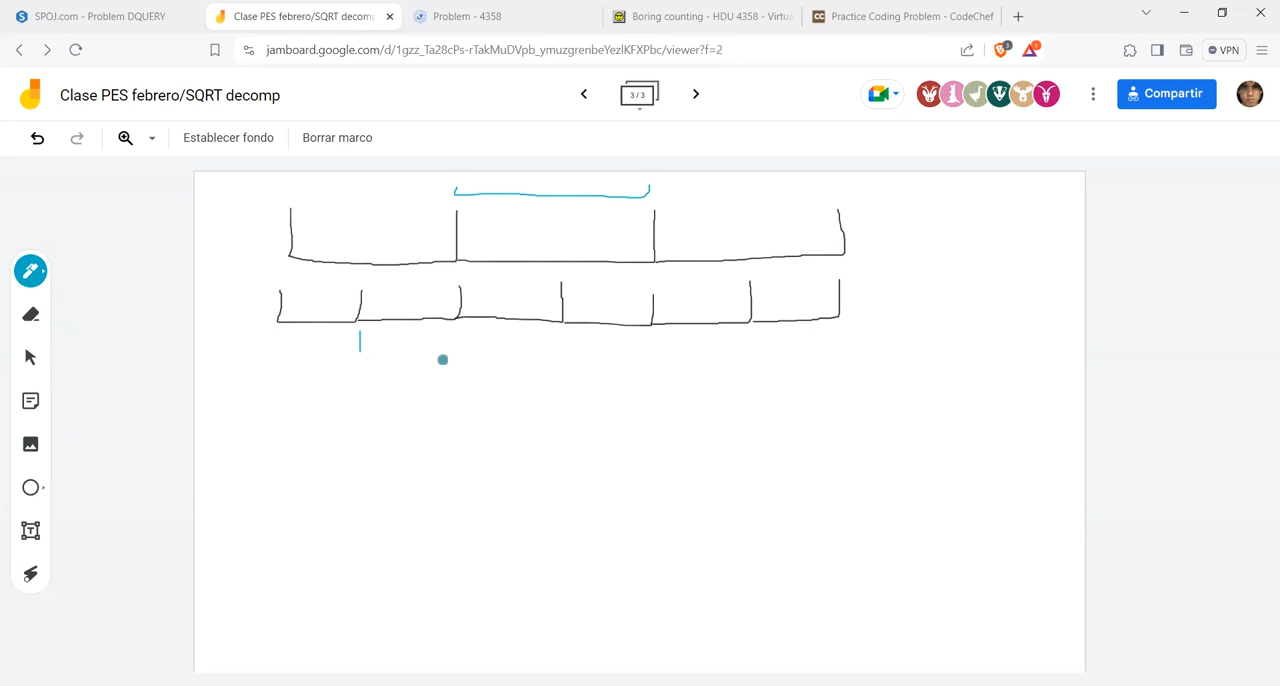 SPOJ.com - Problem DQUERY
Clase PES febrero/SQRT decomp
Problem - 4358
Boring counting - HDU 4358 - Virtua
Practice Coding Problem - CodeChef
jamboard.google.com/d/1gzz_Ta28cPs-rTakMuDVpb_ymuzgrenbeYezlKFXPbc/viewer?f=2
3
1
VPN
Clase PES febrero/SQRT decomp
3 / 3
Compartir
Establecer fondo
Borrar marco